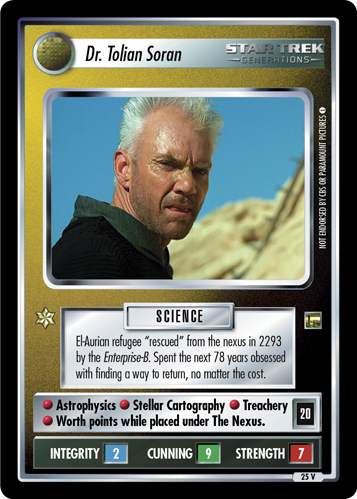 Dr. Tolian Soran
STAR TREK
GENERATIONS
NOT ENDORSED BY CBS OR PARAMOUNT PICTURES
SCIENCE
El-Aurian refugee "rescued" from the nexus in 2293
by the Enterprise-B. Spent the next 78 years obsessed
with finding a way to return, no matter the cost.
• Astrophysics • Stellar Cartography • Treachery
• Worth points while placed under The Nexus.
20
INTEGRITY 2 CUNNING 9 STRENGTH 7
25 V